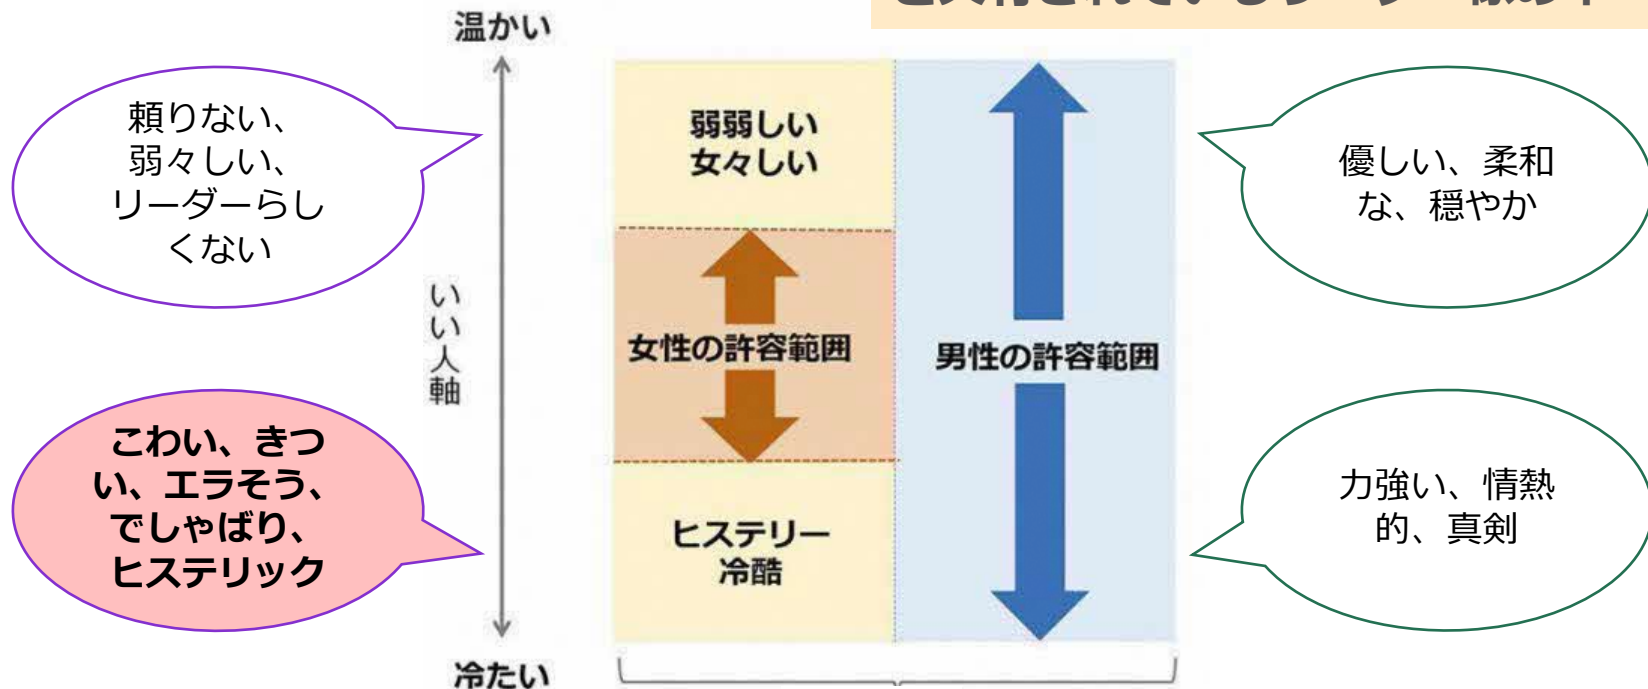 温かい
頼りない、
弱々しい、
リーダーらし
くない
弱弱しい
女々しい
優しい、柔和
な、穏やか
いい人軸
女性の許容範囲
男性の許容範囲
こわい、きつ
い、エラそう、
でしゃばり、
ヒステリック
ヒステリー
冷酷
力強い、情熱
的、真剣
冷たい